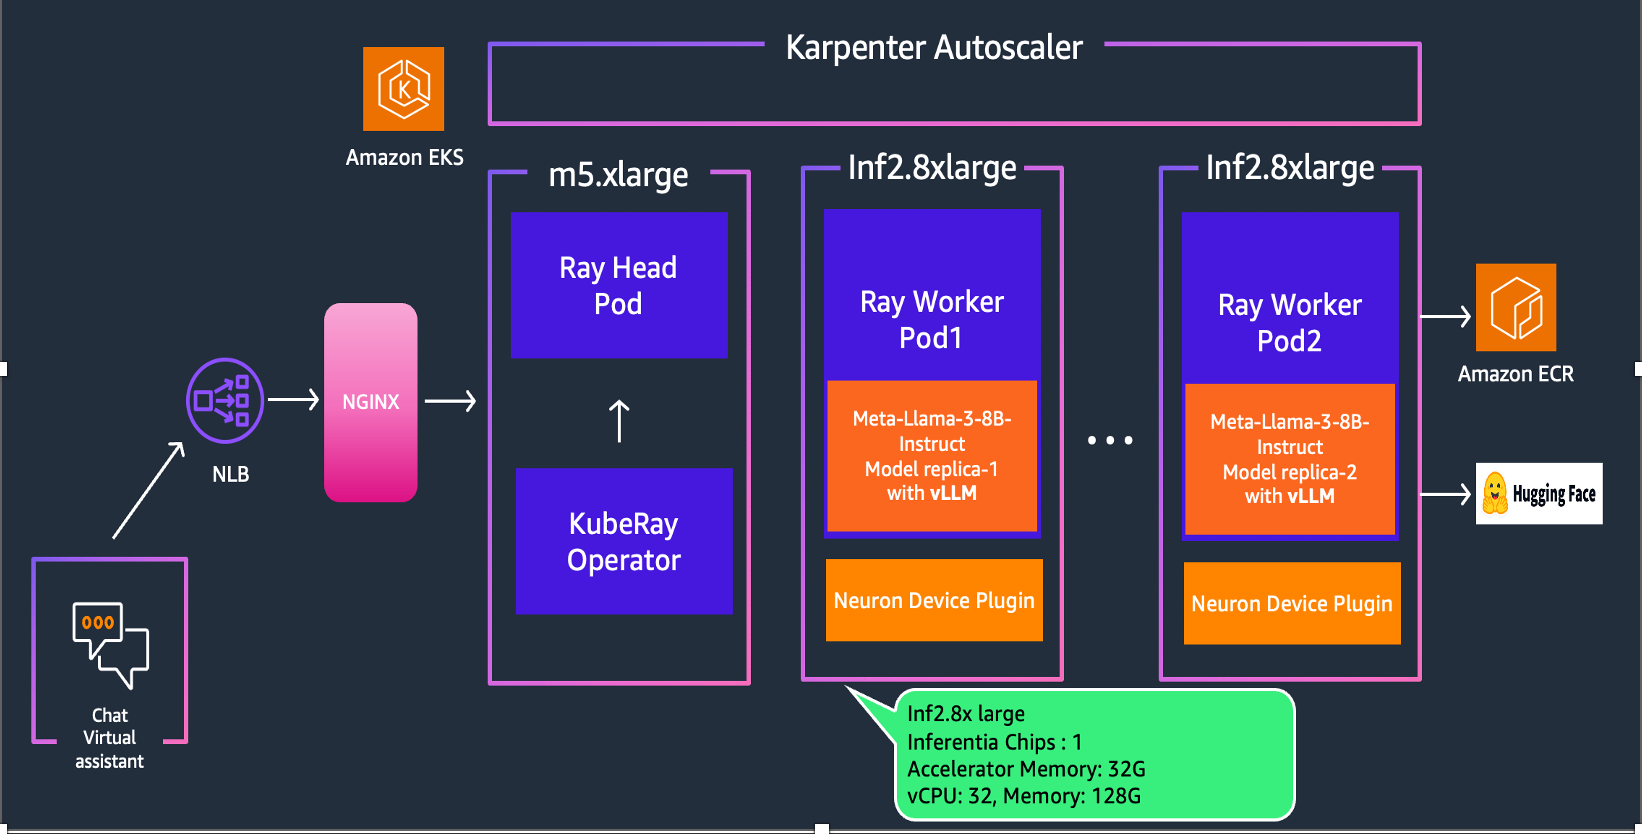 Karpenter Autoscaler
Amazon EKS
m5.xlarge
Inf2.8xlarge
Inf2.8xlarge
Ray Head
Pod
Ray Worker
Pod1
Ray Worker
Pod2
Amazon ECR
NGINX
NLB
Meta-Llama-3-8B-
Instruct
Model replica-1
with vLLM
Meta-Llama-3-8B-
Instruct
Model replica-2
with vLLM
Hugging Face
KubeRay
Operator
Neuron Device Plugin
Neuron Device Plugin
Chat
Virtual
assistant
Inf2.8x large
Inferentia Chips : 1
Accelerator Memory: 32G
vCPU: 32, Memory: 128G